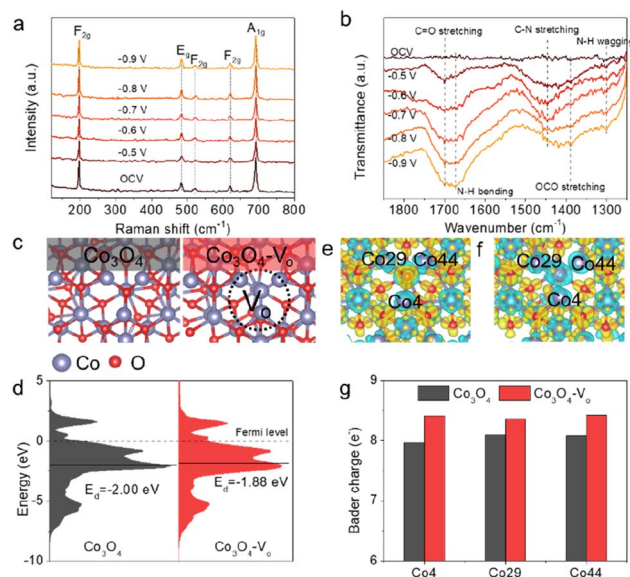 a
F2g
Eg
F2g
F2g
A1g
-0.9 V
-0.8 V
-0.7 V
-0.6 V
-0.5 V
OCV
Intensity (a.u.)
200 300 400 500 600 700 800
Raman shift (cm⁻¹)
b
C=O stretching
C-N stretching
N-H wagging
OCV
-0.5 V
-0.6 V
-0.7 V
-0.8 V
-0.9 V
N-H bending
OCO stretching
Transmittance (a.u.)
1800 1700 1600 1500 1400 1300
Wavenumber (cm⁻¹)
c
Co₃O₄
Co₃O₄-Vₒ
Vₒ
Co
O
e
Co29 Co44
Co4
f
Co29
Co44
Co4
d
5
0
-5
-10
Energy (eV)
Fermi level
E_d=-2.00 eV
E_d=-1.88 eV
Co₃O₄
Co₃O₄-Vₒ
g
Co₃O₄
Co₃O₄-Vₒ
9
8
7
6
Bader charge (e⁻)
Co4
Co29
Co44